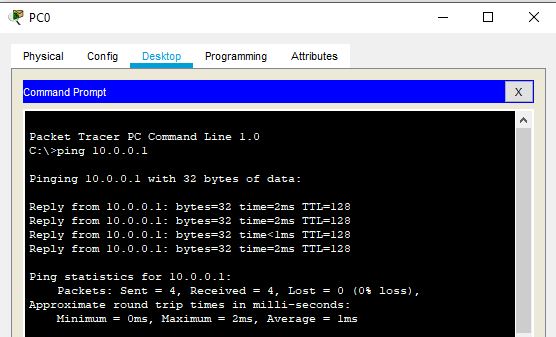 PC0
Physical Config Desktop Programming Attributes
Command Prompt X
Packet Tracer PC Command Line 1.0
C:\>ping 10.0.0.1
Pinging 10.0.0.1 with 32 bytes of data:
Reply from 10.0.0.1: bytes=32 time=2ms TTL=128
Reply from 10.0.0.1: bytes=32 time=2ms TTL=128
Reply from 10.0.0.1: bytes=32 time<1ms TTL=128
Reply from 10.0.0.1: bytes=32 time=2ms TTL=128
Ping statistics for 10.0.0.1:
Packets: Sent = 4, Received = 4, Lost = 0 (0% loss),
Approximate round trip times in milli-seconds:
Minimum = 0ms, Maximum = 2ms, Average = 1ms